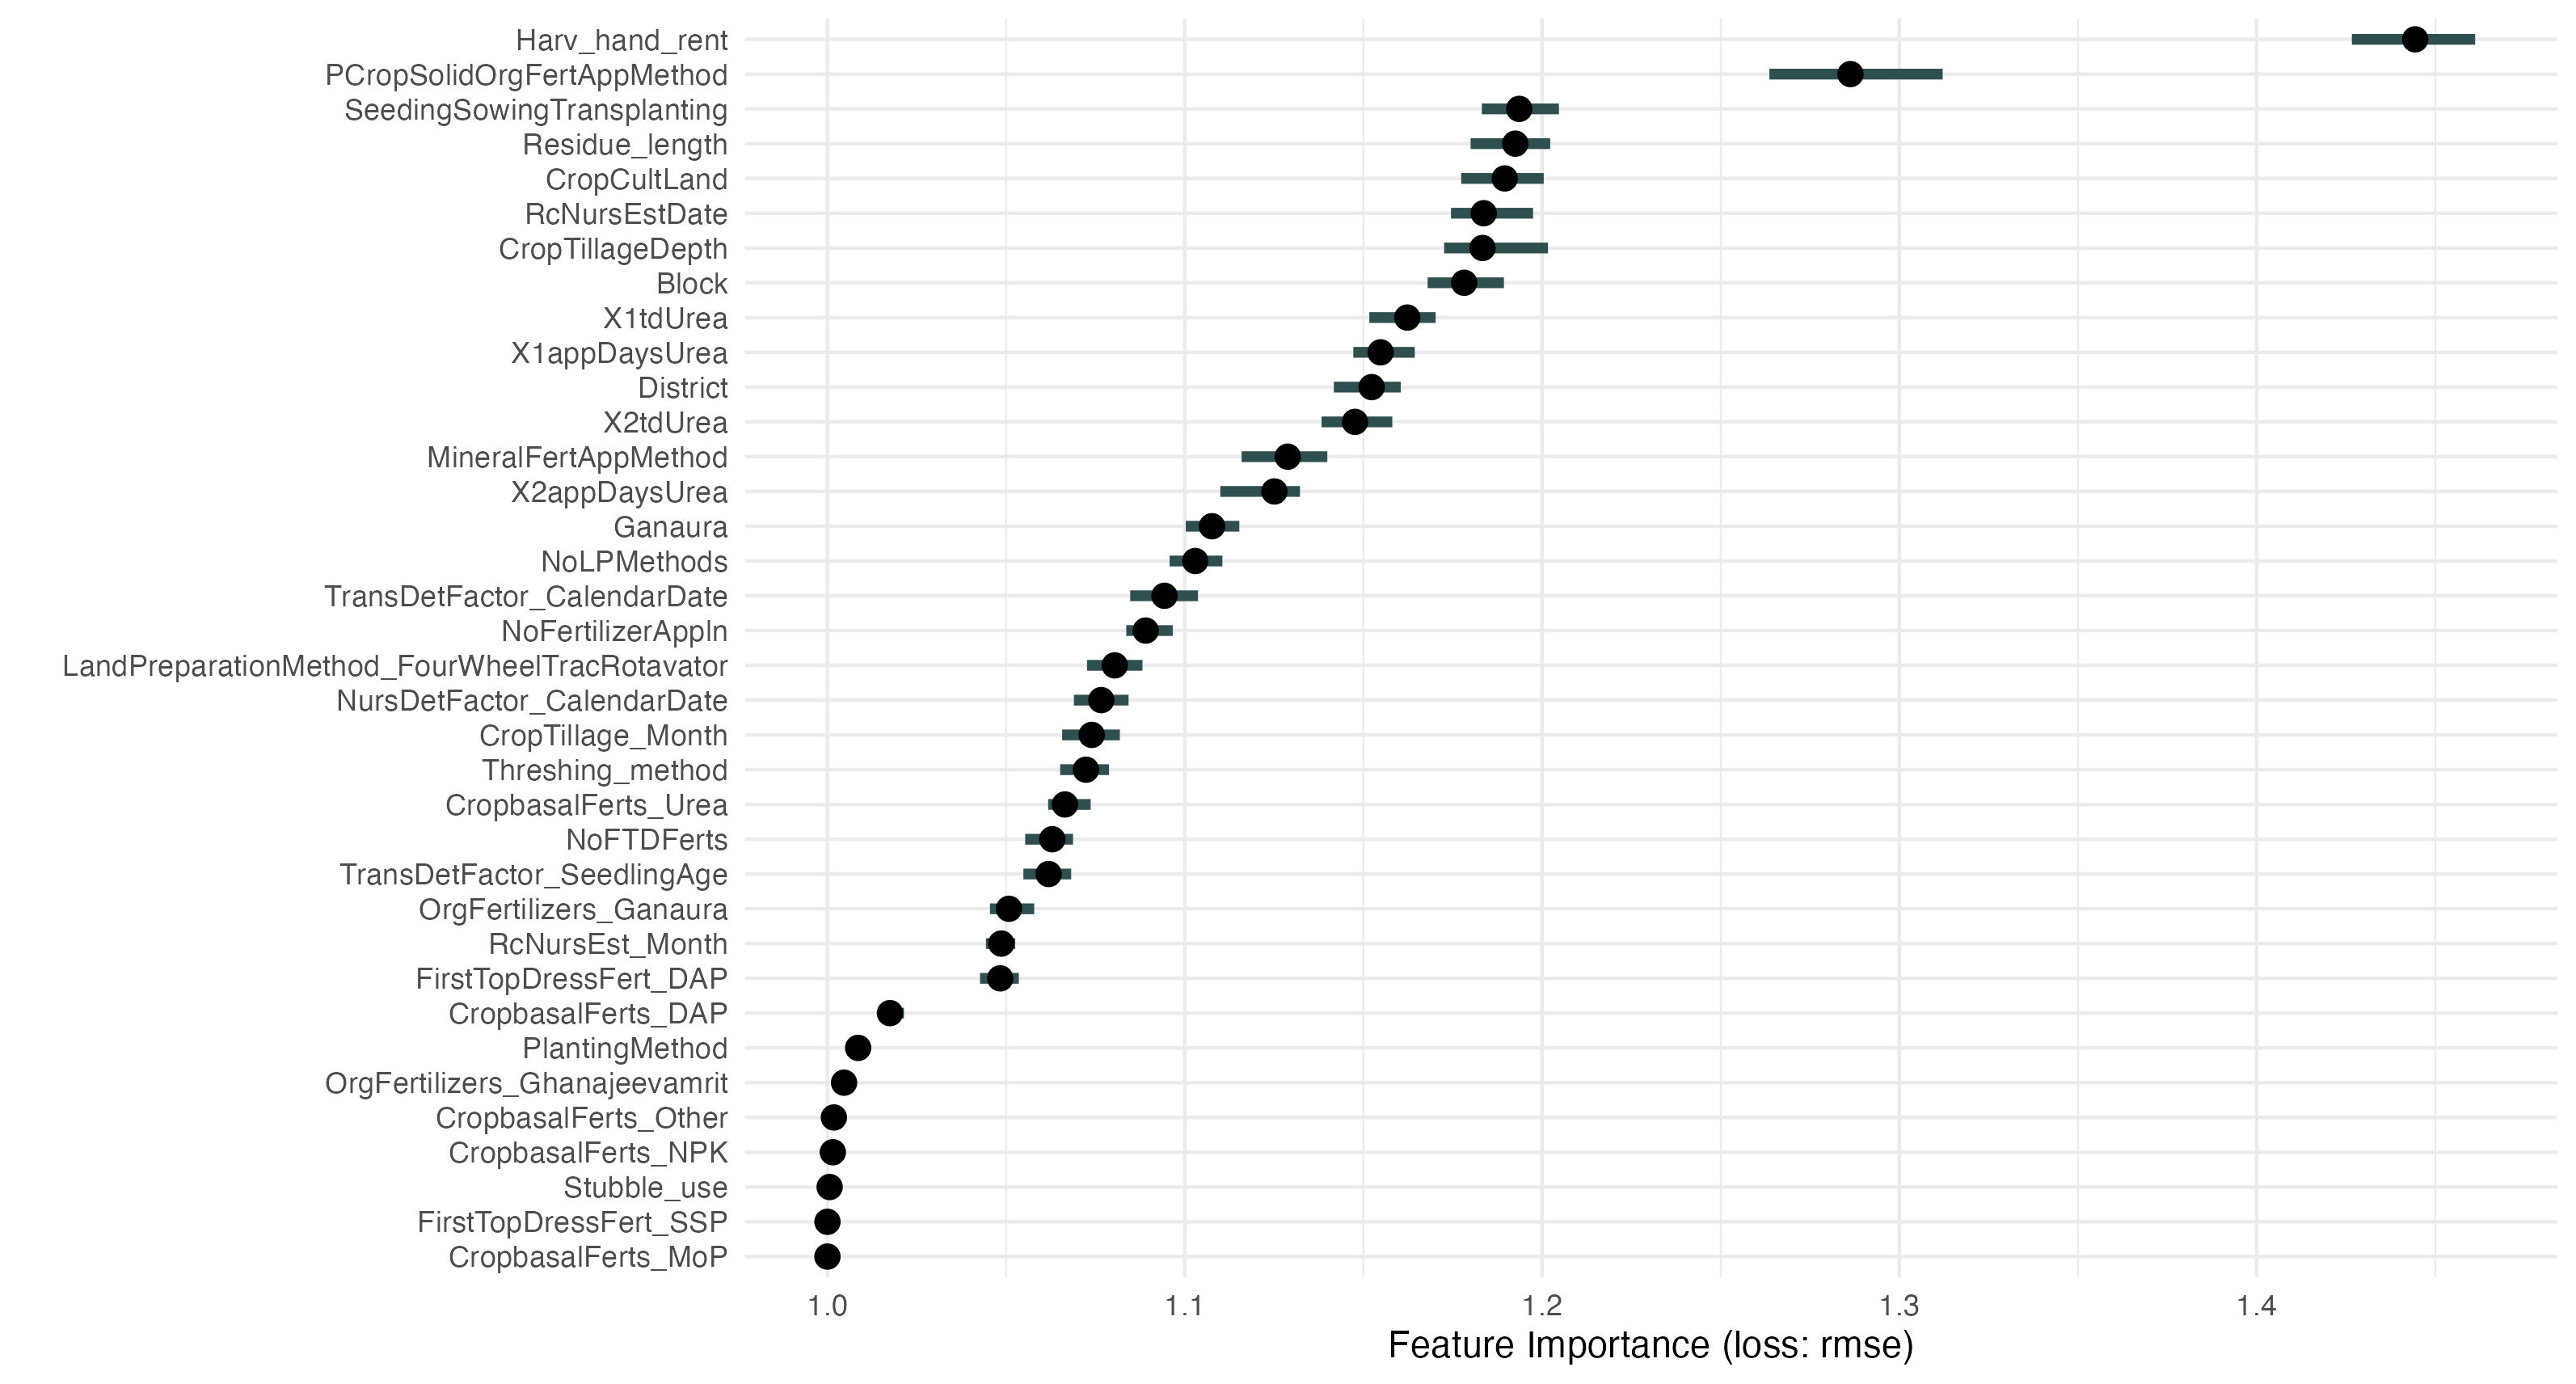 Harv_hand_rent
PCropSolidOrgFertAppMethod
SeedingSowingTransplanting
Residue_length
CropCultLand
RcNursEstDate
CropTillageDepth
Block
X1tdUrea
X1appDaysUrea
District
X2tdUrea
MineralFertAppMethod
X2appDaysUrea
Ganaura
NoLPMethods
TransDetFactor_CalendarDate
NoFertilizerAppln
LandPreparationMethod_FourWheelTracRotavator
NursDetFactor_CalendarDate
CropTillage_Month
Threshing_method
CropbasalFerts_Urea
NoFTDFerts
TransDetFactor_SeedlingAge
OrgFertilizers_Ganaura
RcNursEst_Month
FirstTopDressFert_DAP
CropbasalFerts_DAP
PlantingMethod
OrgFertilizers_Ghanajeevamrit
CropbasalFerts_Other
CropbasalFerts_NPK
Stubble_use
FirstTopDressFert_SSP
CropbasalFerts_MoP
1.0 1.1 1.2 1.3 1.4
Feature Importance (loss: rmse)